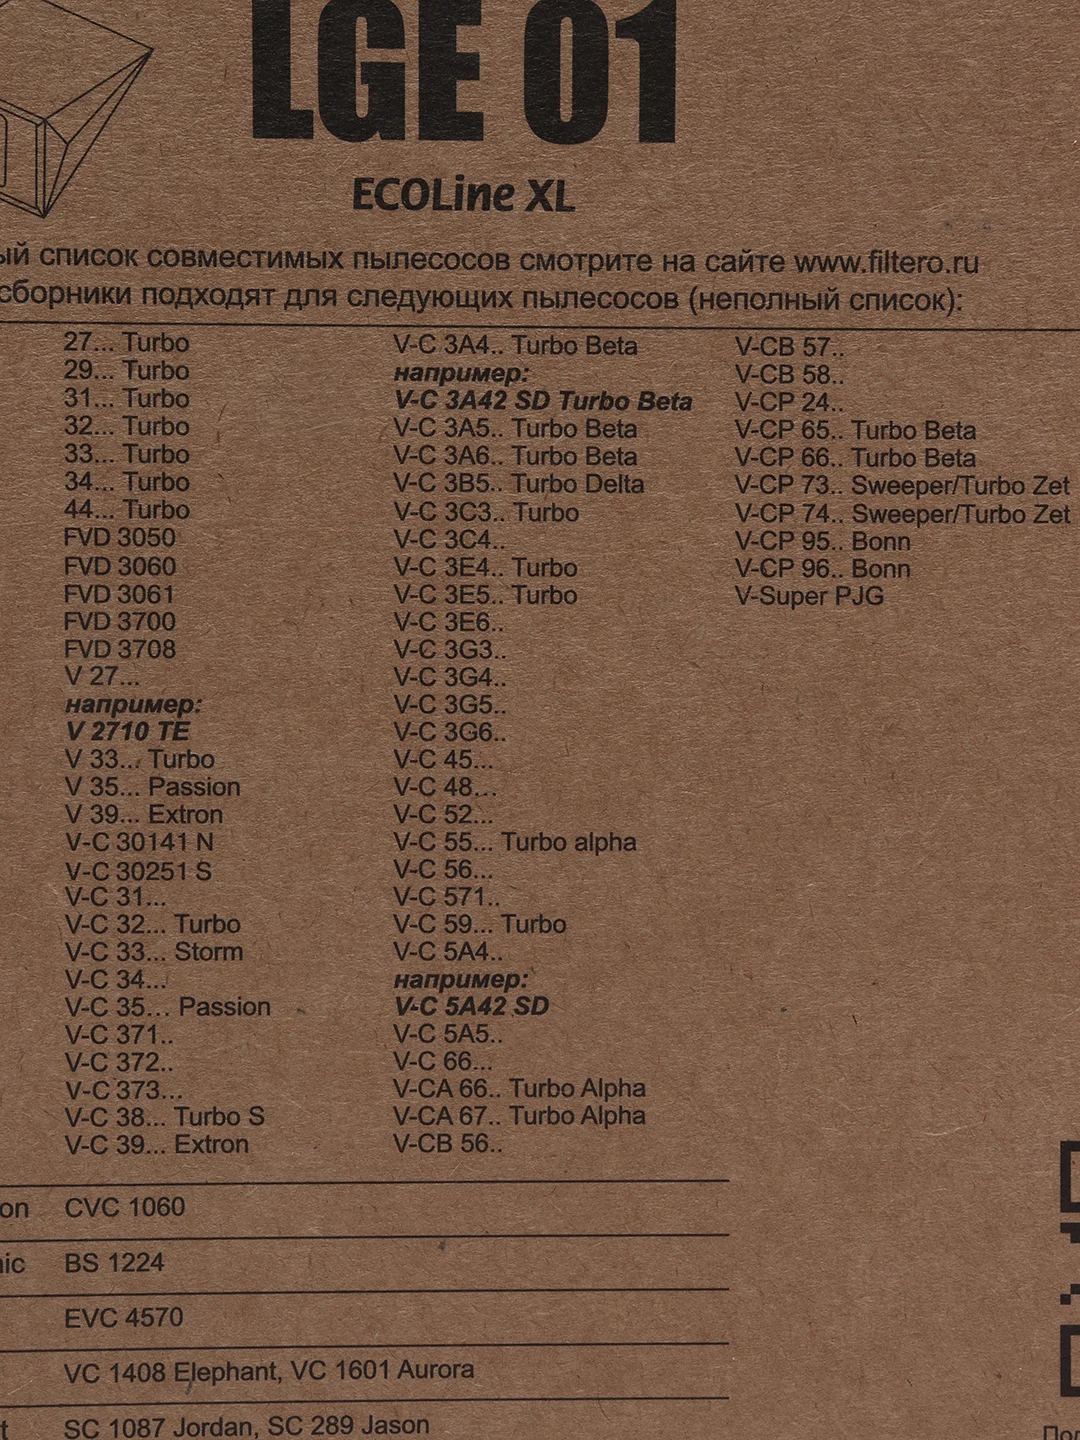 LGE 01
ECOLine XL
список совместимых пылесосов смотрите на сайте www.filtero.ru
сборники подходят для следующих пылесосов (неполный список):
27... Turbo
29... Turbo
31... Turbo
32... Turbo
33... Turbo
34... Turbo
44... Turbo
FVD 3050
FVD 3060
FVD 3061
FVD 3700
FVD 3708
V 27...
например:
V 2710 TE
V 33... Turbo
V 35... Passion
V 39... Extron
V-C 30141 N
V-C 30251 S
V-C 31...
V-C 32... Turbo
V-C 33... Storm
V-C 34...
V-C 35... Passion
V-C 371..
V-C 372..
V-C 373...
V-C 38... Turbo S
V-C 39... Extron
V-C 3A4.. Turbo Beta
например:
V-C 3A42 SD Turbo Beta
V-C 3A5.. Turbo Beta
V-C 3A6.. Turbo Beta
V-C 3B5.. Turbo Delta
V-C 3C3.. Turbo
V-C 3C4..
V-C 3E4.. Turbo
V-C 3E5.. Turbo
V-C 3E6..
V-C 3G3..
V-C 3G4..
V-C 3G5..
V-C 3G6..
V-C 45...
V-C 48...
V-C 52...
V-C 55... Turbo alpha
V-C 56...
V-C 571..
V-C 59... Turbo
V-C 5A4..
например:
V-C 5A42 SD
V-C 5A5..
V-C 66...
V-CA 66.. Turbo Alpha
V-CA 67.. Turbo Alpha
V-CB 56..
V-CB 57..
V-CB 58..
V-CP 24..
V-CP 65.. Turbo Beta
V-CP 66.. Turbo Beta
V-CP 73.. Sweeper/Turbo Zet
V-CP 74.. Sweeper/Turbo Zet
V-CP 95.. Bonn
V-CP 96.. Bonn
V-Super PJG
on CVC 1060
ic BS 1224
EVC 4570
VC 1408 Elephant, VC 1601 Aurora
t SC 1087 Jordan, SC 289 Jason